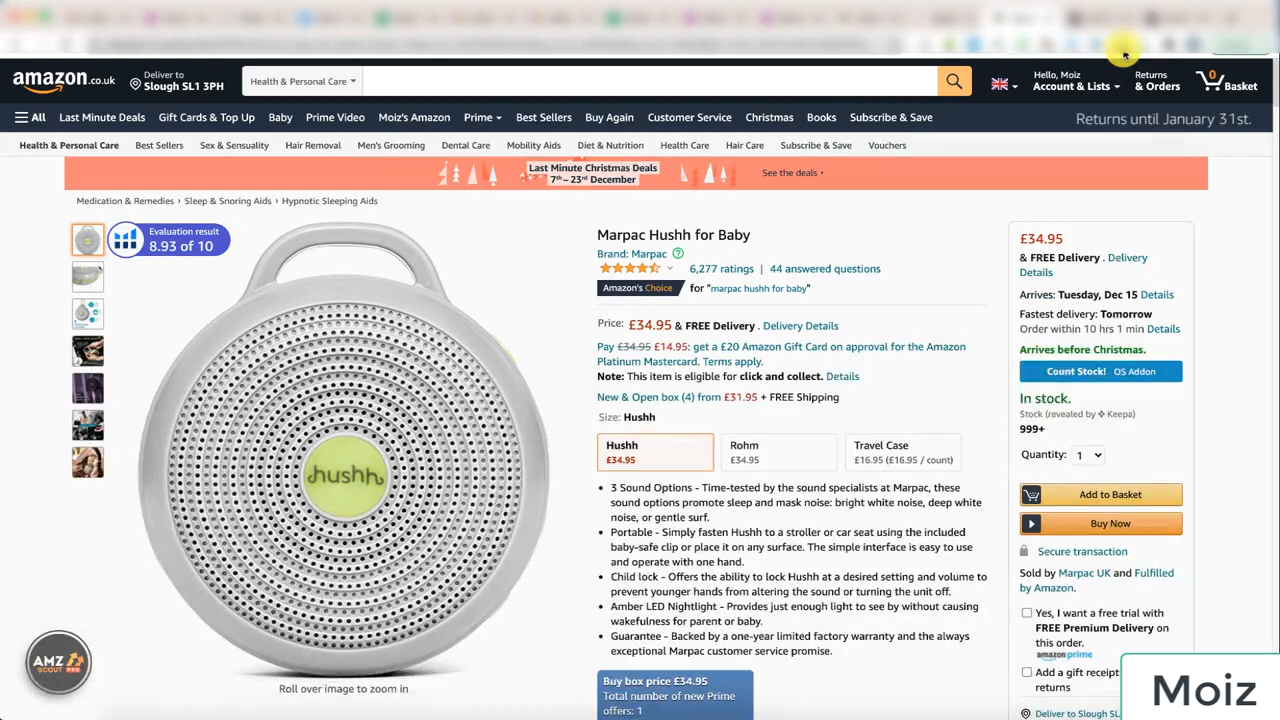 amazon.co.uk
Deliver to
Slough SL1 3PH
Health & Personal Care
Hello, Moiz
Account & Lists
Returns
& Orders
0
Basket
All
Last Minute Deals
Gift Cards & Top Up
Baby
Prime Video
Moiz's Amazon
Prime
Best Sellers
Buy Again
Customer Service
Christmas
Books
Subscribe & Save
Returns until January 31st.
Health & Personal Care
Best Sellers
Sex & Sensuality
Hair Removal
Men's Grooming
Dental Care
Mobility Aids
Diet & Nutrition
Health Care
Hair Care
Subscribe & Save
Vouchers
Last Minute Christmas Deals
7th – 23rd December
See the deals ›
Medication & Remedies › Sleep & Snoring Aids › Hypnotic Sleeping Aids
Evaluation result
8.93 of 10
hushh
Roll over image to zoom in
AMZ
SCOUT PRO
Marpac Hushh for Baby
Brand: Marpac
6,277 ratings | 44 answered questions
Amazon's Choice for "marpac hushh for baby"
Price: £34.95 & FREE Delivery . Delivery Details
Pay £34.95 £14.95: get a £20 Amazon Gift Card on approval for the Amazon
Platinum Mastercard. Terms apply.
Note: This item is eligible for click and collect. Details
New & Open box (4) from £31.95 + FREE Shipping
Size: Hushh
Hushh
£34.95
Rohm
£34.95
Travel Case
£16.95 (£16.95 / count)
• 3 Sound Options - Time-tested by the sound specialists at Marpac, these
sound options promote sleep and mask noise: bright white noise, deep white
noise, or gentle surf.
• Portable - Simply fasten Hushh to a stroller or car seat using the included
baby-safe clip or place it on any surface. The simple interface is easy to use
and operate with one hand.
• Child lock - Offers the ability to lock Hushh at a desired setting and volume to
prevent younger hands from altering the sound or turning the unit off.
• Amber LED Nightlight - Provides just enough light to see by without causing
wakefulness for parent or baby.
• Guarantee - Backed by a one-year limited factory warranty and the always
exceptional Marpac customer service promise.
Buy box price £34.95
Total number of new Prime
offers: 1
£34.95
& FREE Delivery . Delivery
Details
Arrives: Tuesday, Dec 15 Details
Fastest delivery: Tomorrow
Order within 10 hrs 1 min Details
Arrives before Christmas.
Count Stock! OS Addon
In stock.
Stock (revealed by Keepa)
999+
Quantity: 1
Add to Basket
Buy Now
Secure transaction
Sold by Marpac UK and Fulfilled
by Amazon.
Yes, I want a free trial with
FREE Premium Delivery on
this order.
amazon prime
Add a gift receipt
returns
Deliver to Slough SL
Moiz